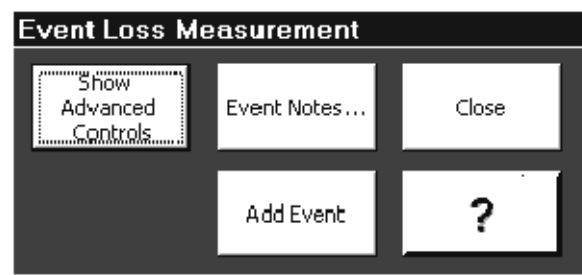 Event Loss Measurement
Show
Advanced
Controls
Event Notes...
Close
Add Event
?